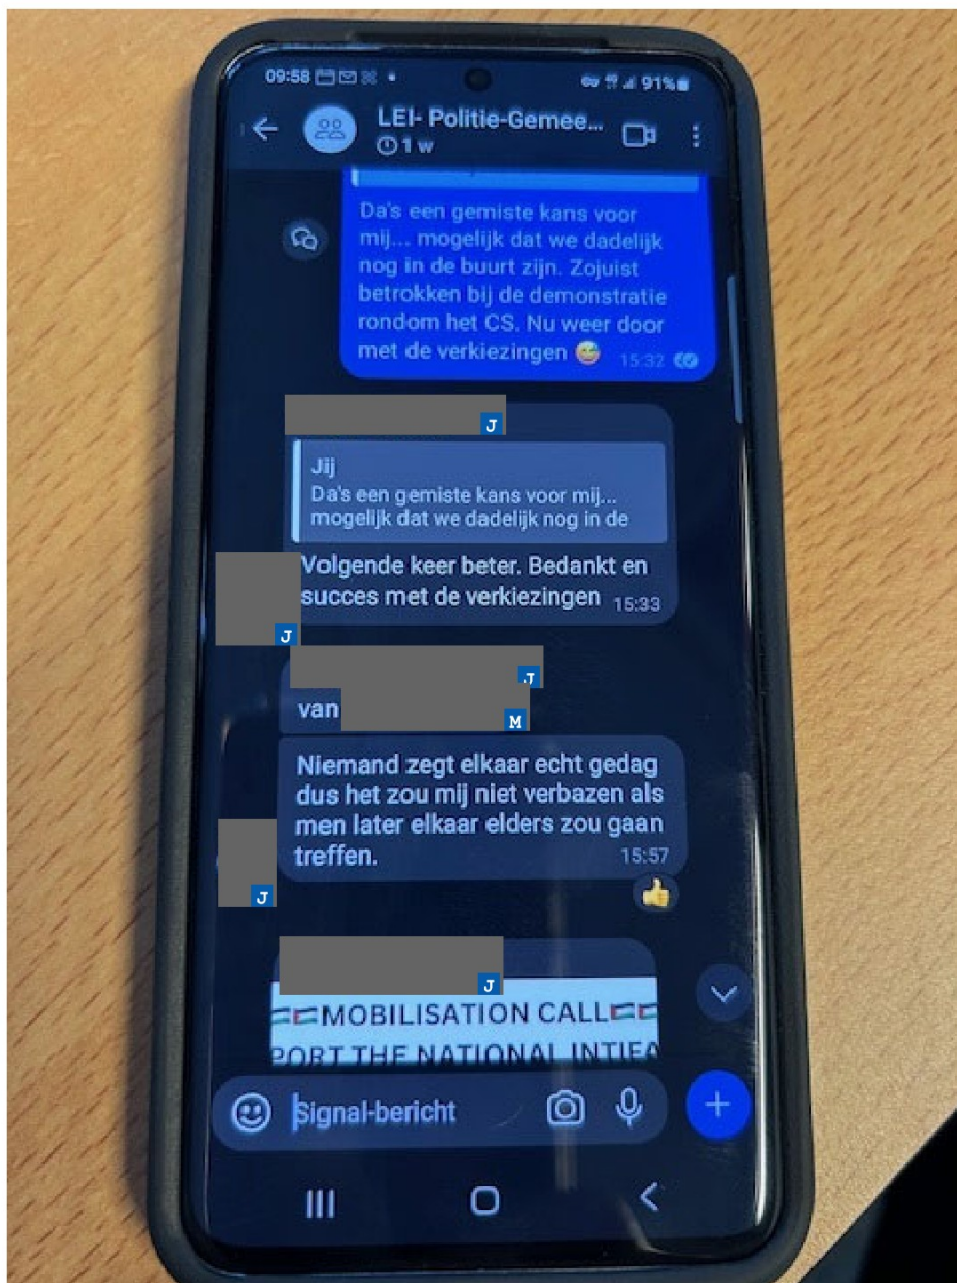 09:58
91%
LEI- Politie-Gemee...
1 w
Da's een gemiste kans voor
mij... mogelijk dat we dadelijk
nog in de buurt zijn. Zojuist
betrokken bij de demonstratie
rondom het CS. Nu weer door
met de verkiezingen 😅 15:32
J
Jij
Da's een gemiste kans voor mij...
mogelijk dat we dadelijk nog in de
Volgende keer beter. Bedankt en
succes met de verkiezingen 15:33
J
J
van
M
Niemand zegt elkaar echt gedag
dus het zou mij niet verbazen als
men later elkaar elders zou gaan
treffen. 15:57
J
👍
J
🇵🇸🇵🇸MOBILISATION CALL🇵🇸🇵🇸
PORT THE NATIONAL INTIFA
Signal-bericht